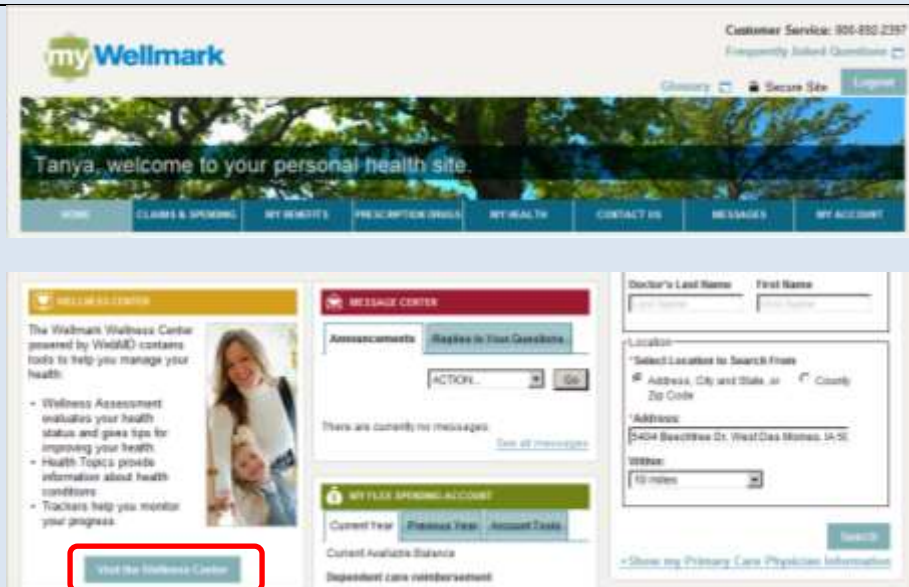 myWellmark
Customer Service: 800-892-2397
Frequently Asked Questions
Glossary
Secure Site
Logout
Tanya, welcome to your personal health site.
HOME
CLAIMS & SPENDING
MY BENEFITS
PRESCRIPTION DRUGS
MY HEALTH
CONTACT US
MESSAGES
MY ACCOUNT
WELLNESS CENTER
The Wellmark Wellness Center
powered by WebMD contains
tools to help you manage your
health:
• Wellness Assessment
evaluates your health
status and gives tips for
improving your health
• Health Topics provide
information about health
conditions
• Trackers help you monitor
your progress
Visit the Wellness Center
MESSAGE CENTER
Announcements
Replies to Your Questions
ACTION...
Go
There are currently no messages.
See all messages
MY FLEX SPENDING ACCOUNT
Current Year
Previous Year
Account Tools
Current Available Balance
Dependent care reimbursement
Doctor's Last Name
First Name
Last Name
First Name
Location
*Select Location to Search From
Address, City and State, or
Zip Code
County
*Address:
5404 Beechtree Dr, West Des Moines, IA 50
Within:
10 miles
Search
Show my Primary Care Physician Information